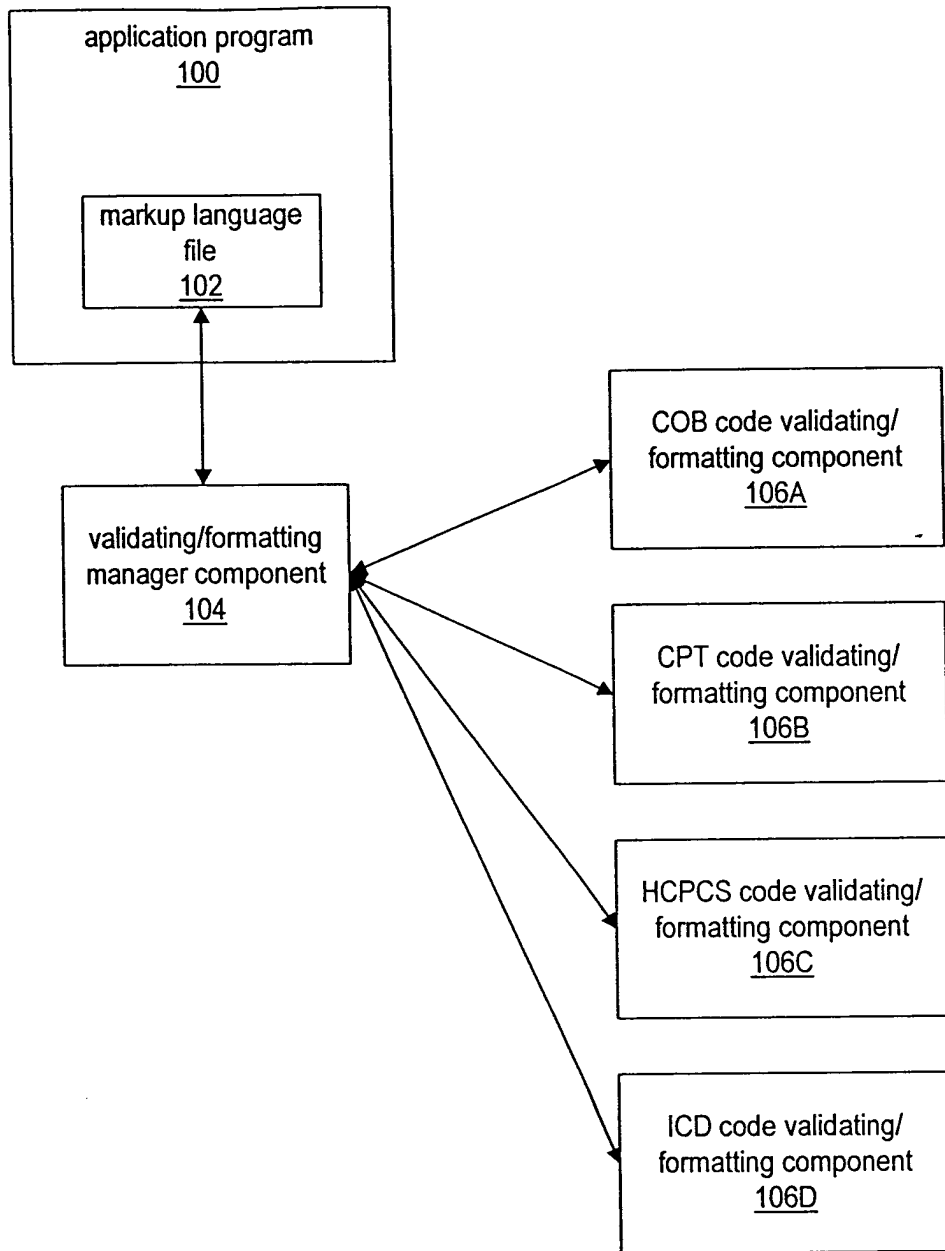 application program
100
markup language
file
102
validating/formatting
manager component
104
COB code validating/
formatting component
106A
CPT code validating/
formatting component
106B
HCPCS code validating/
formatting component
106C
ICD code validating/
formatting component
106D